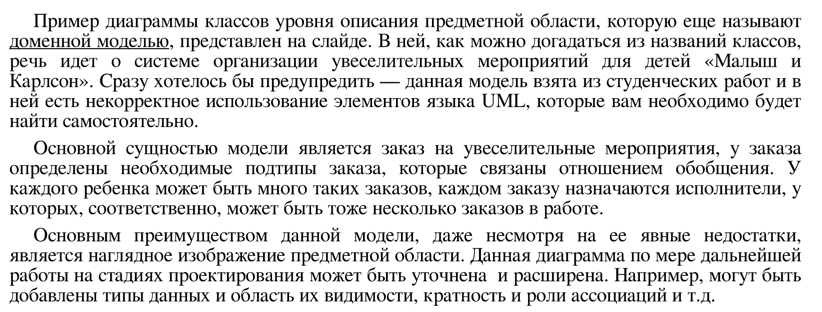 Пример диаграммы классов уровня описания предметной области, которую еще называют
доменной моделью, представлен на слайде. В ней, как можно догадаться из названий классов,
речь идет о системе организации увеселительных мероприятий для детей «Малыш и
Карлсон». Сразу хотелось бы предупредить — данная модель взята из студенческих работ и в
ней есть некорректное использование элементов языка UML, которые вам необходимо будет
найти самостоятельно.
Основной сущностью модели является заказ на увеселительные мероприятия, у заказа
определены необходимые подтипы заказа, которые связаны отношением обобщения. У
каждого ребенка может быть много таких заказов, каждом заказу назначаются исполнители, у
которых, соответственно, может быть тоже несколько заказов в работе.
Основным преимуществом данной модели, даже несмотря на ее явные недостатки,
является наглядное изображение предметной области. Данная диаграмма по мере дальнейшей
работы на стадиях проектирования может быть уточнена и расширена. Например, могут быть
добавлены типы данных и область их видимости, кратность и роли ассоциаций и т.д.